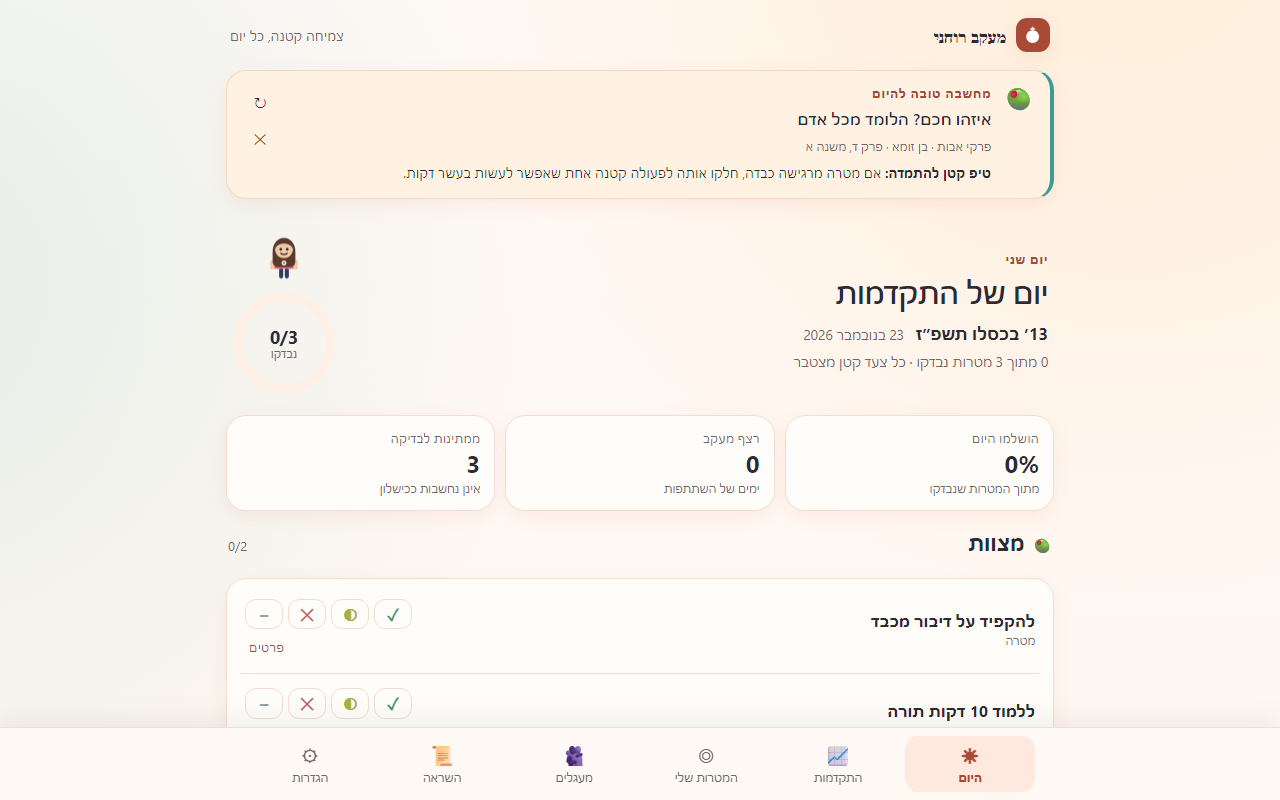 מעקב רוחני
צמיחה קטנה, כל יום
מחשבה טובה להיום
איזהו חכם? הלומד מכל אדם
פרקי אבות · בן זומא · פרק ד, משנה א
טיפ קטן להתמדה: אם מטרה מרגישה כבדה, חלקו אותה לפעולה קטנה אחת שאפשר לעשות בעשר דקות.
יום שני
יום של התקדמות
13׳ בכסלו תשפ״ז 23 בנובמבר 2026
0 מתוך 3 מטרות נבדקו · כל צעד קטן מצטבר
0/3
נבדקו
הושלמו היום
0%
מתוך המטרות שנבדקו
רצף מעקב
0
ימים של השתתפות
ממתינות לבדיקה
3
אינן נחשבות ככישלון
מצוות
0/2
להקפיד על דיבור מכבד
מטרה
פרטים
ללמוד 10 דקות תורה
היום
התקדמות
המטרות שלי
מעגלים
השראה
הגדרות